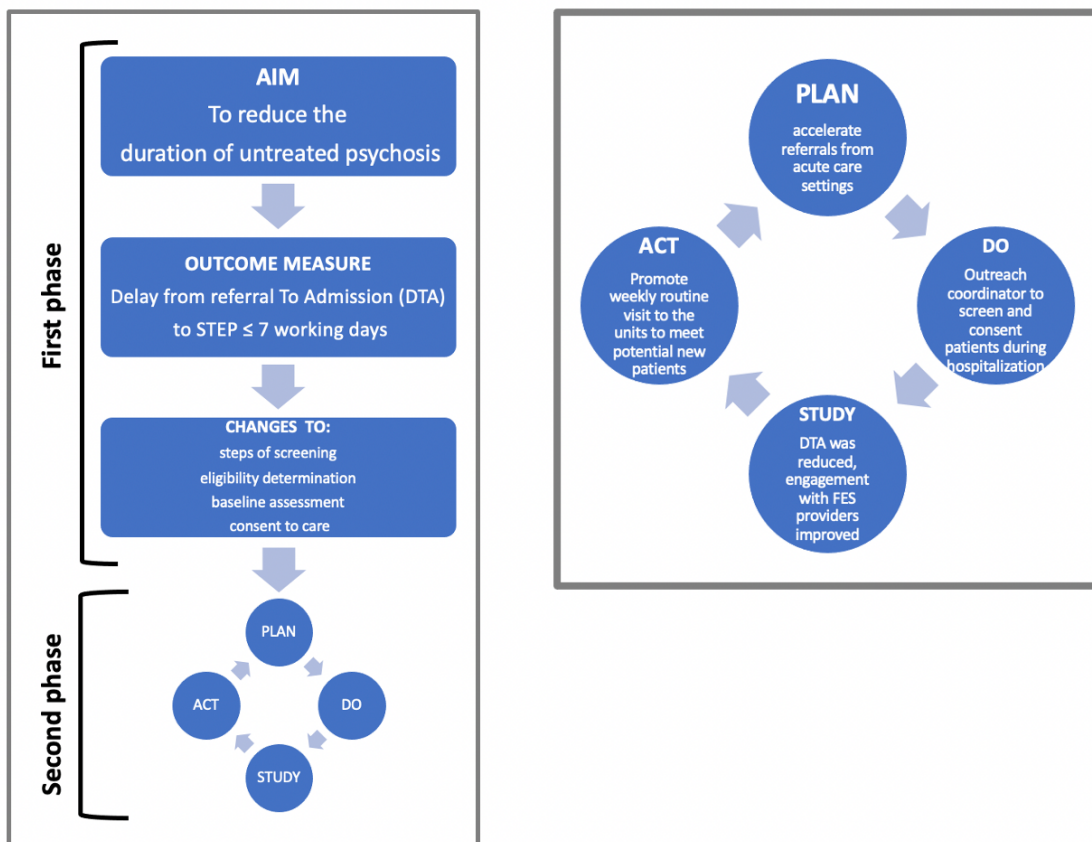 First phase
AIM
To reduce the
duration of untreated psychosis
OUTCOME MEASURE
Delay from referral To Admission (DTA)
to STEP ≤ 7 working days
CHANGES TO:
steps of screening
eligibility determination
baseline assessment
consent to care
Second phase
PLAN
DO
STUDY
ACT
PLAN
accelerate
referrals from
acute care
settings
DO
Outreach
coordinator to
screen and
consent
patients during
hospitalization
STUDY
DTA was
reduced,
engagement
with FES
providers
improved
ACT
Promote
weekly routine
visit to the
units to meet
potential new
patients